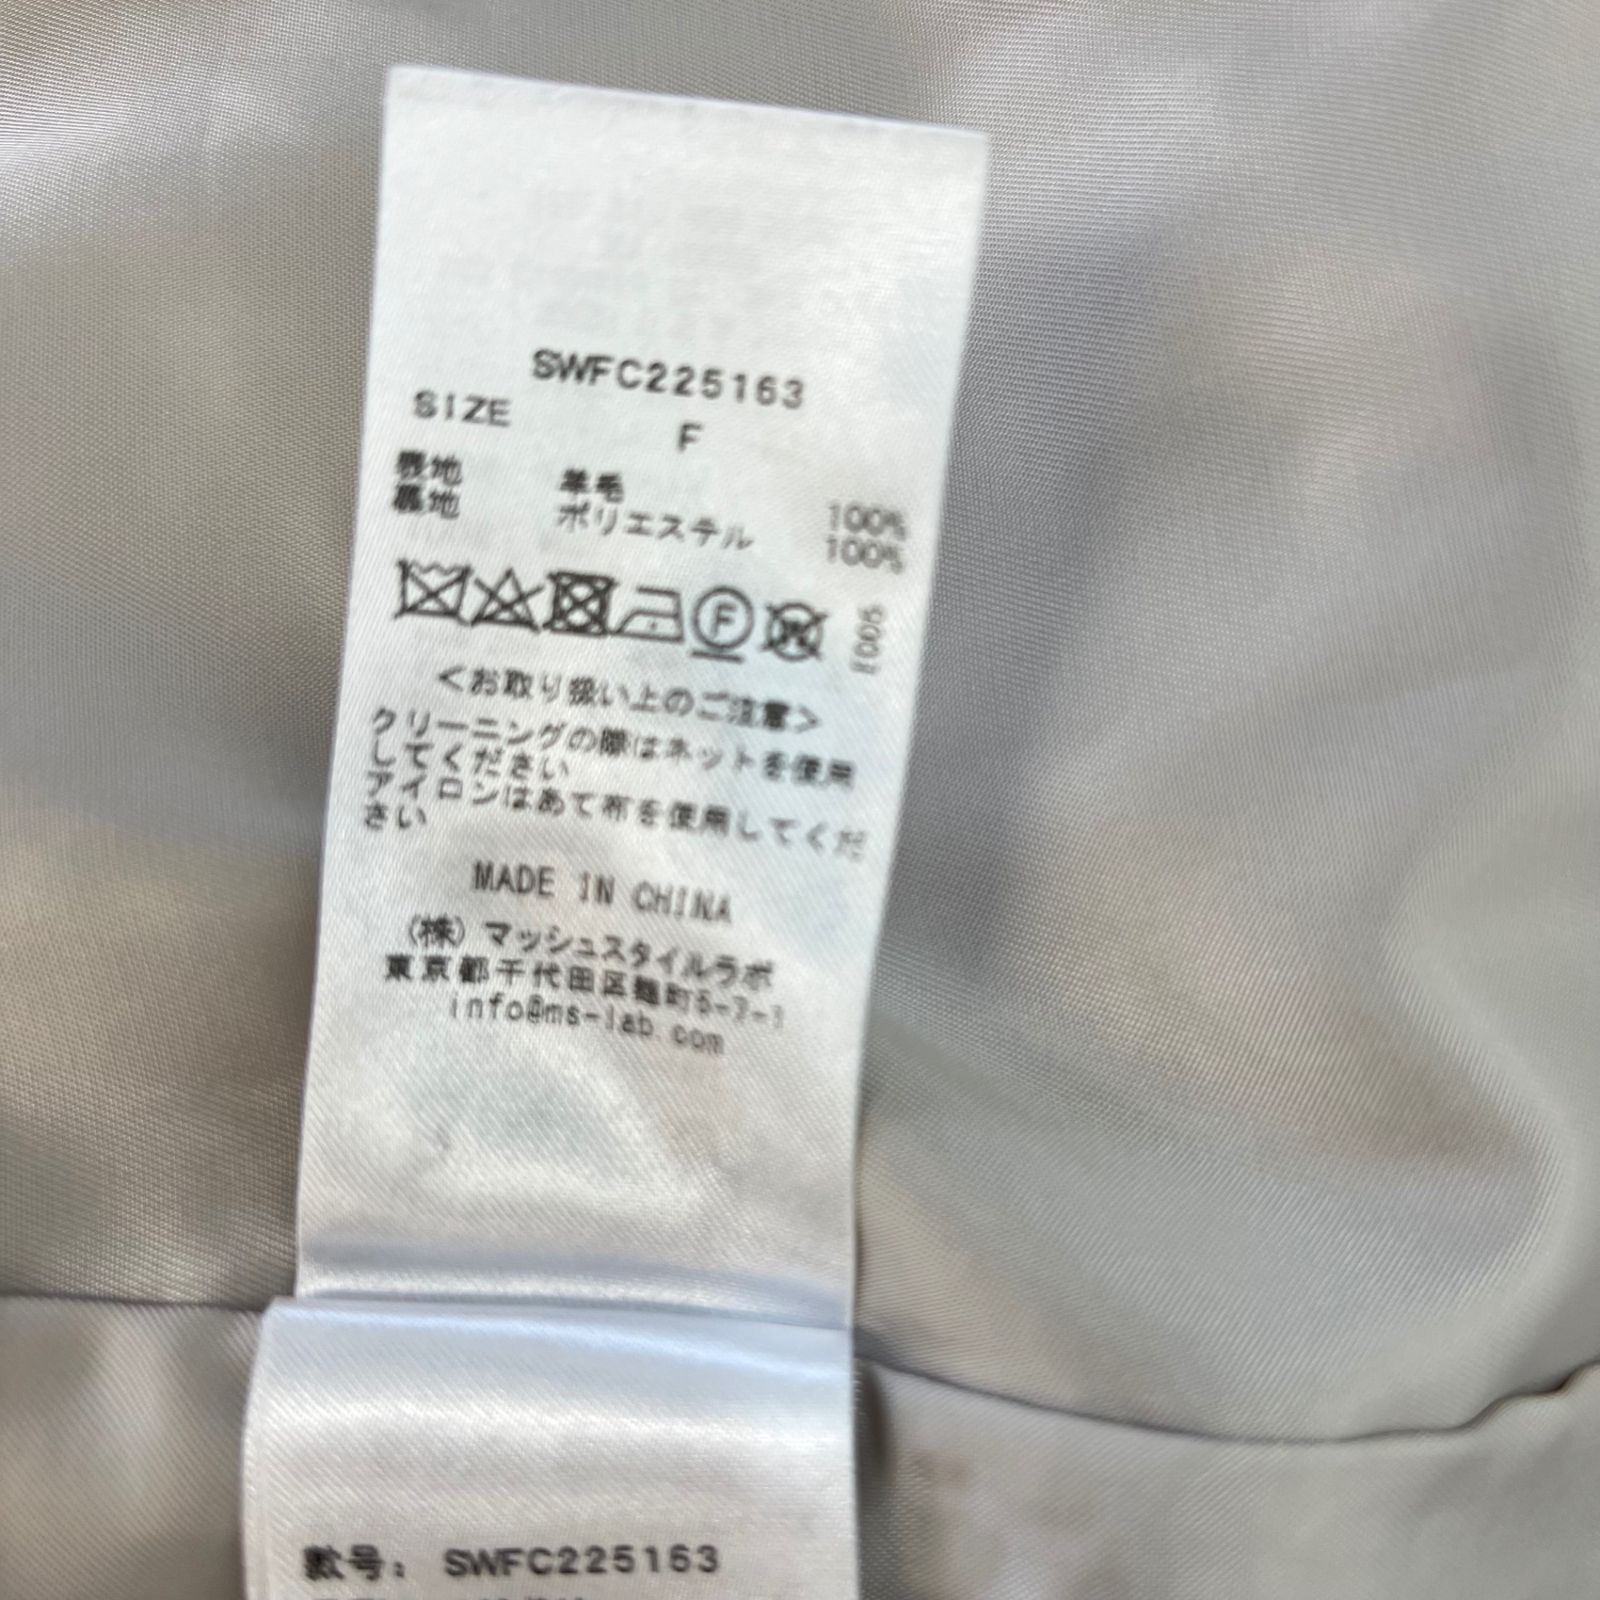 SWFC225163
SIZE F
表地 羊毛 100%
裏地 ポリエステル 100%
F W 1005
<お取り扱い上のご注意>
クリーニングの際はネットを使用
してください
アイロンはあて布を使用してくだ
さい
MADE IN CHINA
(株) マッシュスタイルラボ
東京都千代田区麹町5-7-1
info@ms-lab.com
款号: SWFC225163